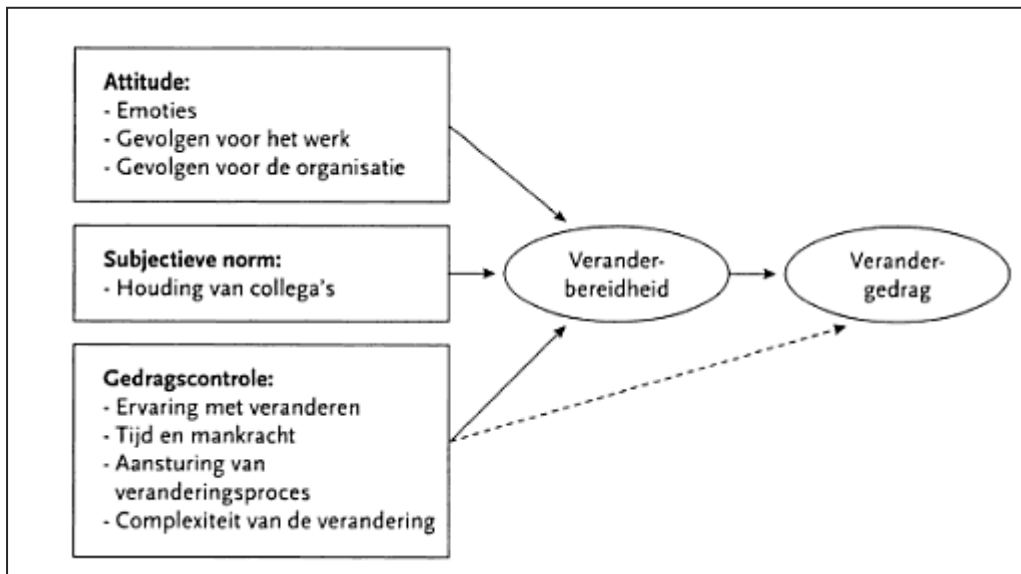 Attitude:
- Emoties
- Gevolgen voor het werk
- Gevolgen voor de organisatie
Subjectieve norm:
- Houding van collega's
Gedragscontrole:
- Ervaring met veranderen
- Tijd en mankracht
- Aansturing van
veranderingsproces
- Complexiteit van de verandering
Verander-
bereidheid
Verander-
gedrag